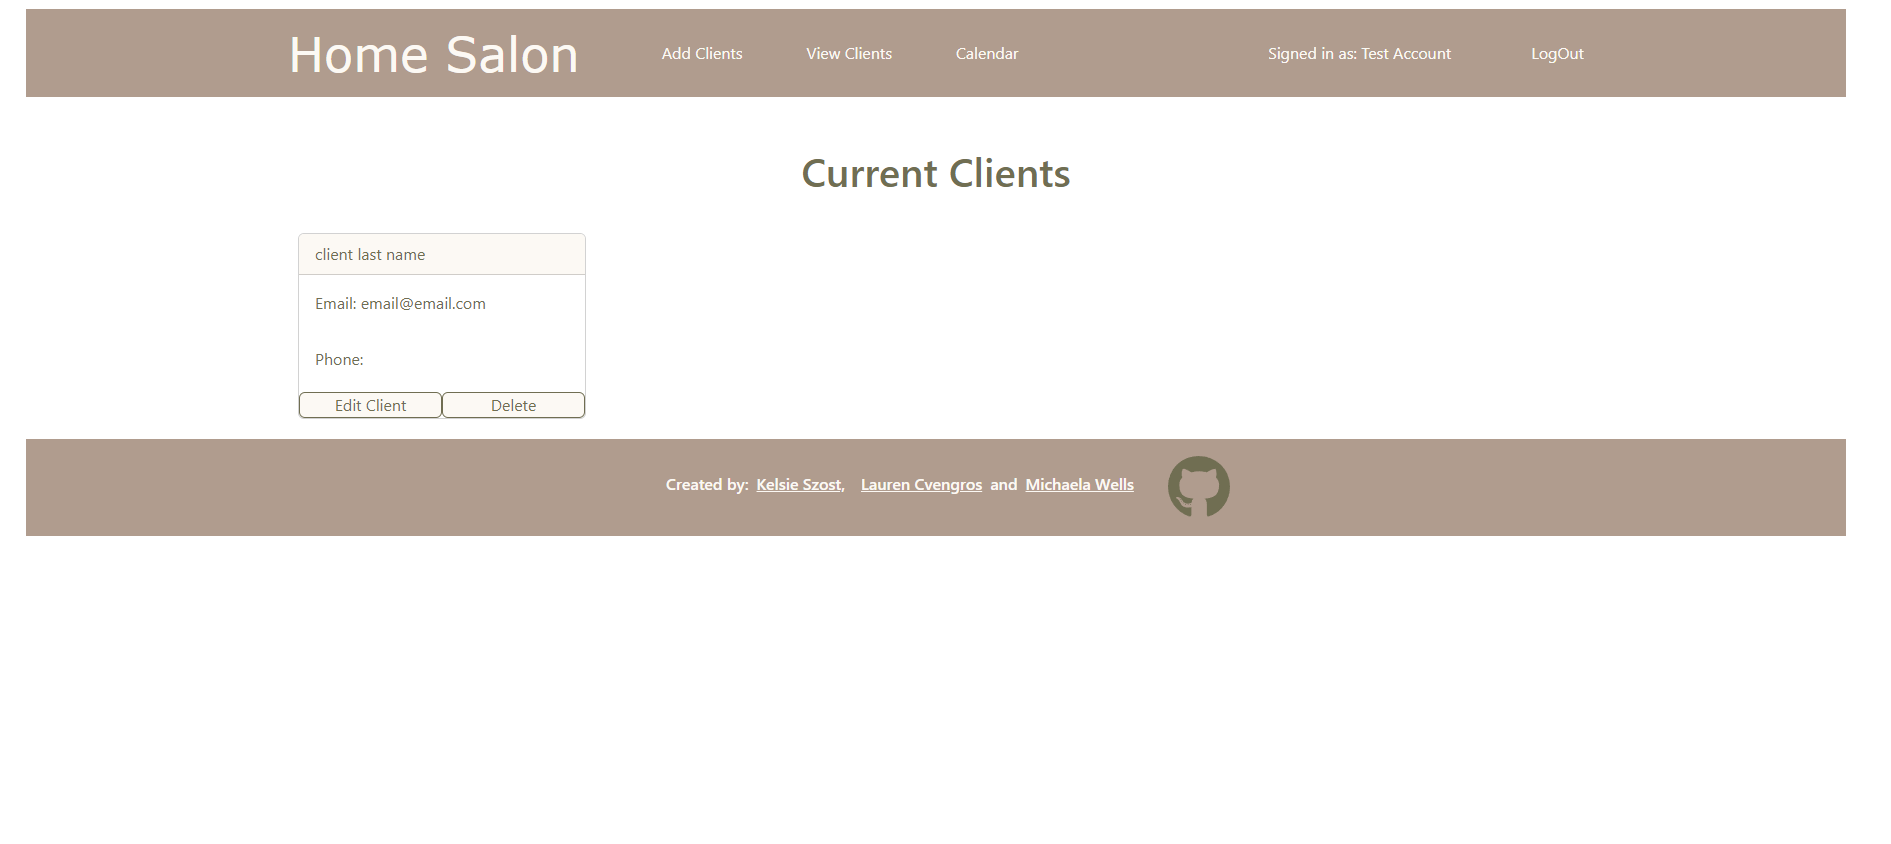 Home Salon Add Clients View Clients Calendar Signed in as: Test Account LogOut
Current Clients
client last name
Email: email@email.com
Phone:
Edit Client Delete
Created by: Kelsie Szost, Lauren Cvengros and Michaela Wells